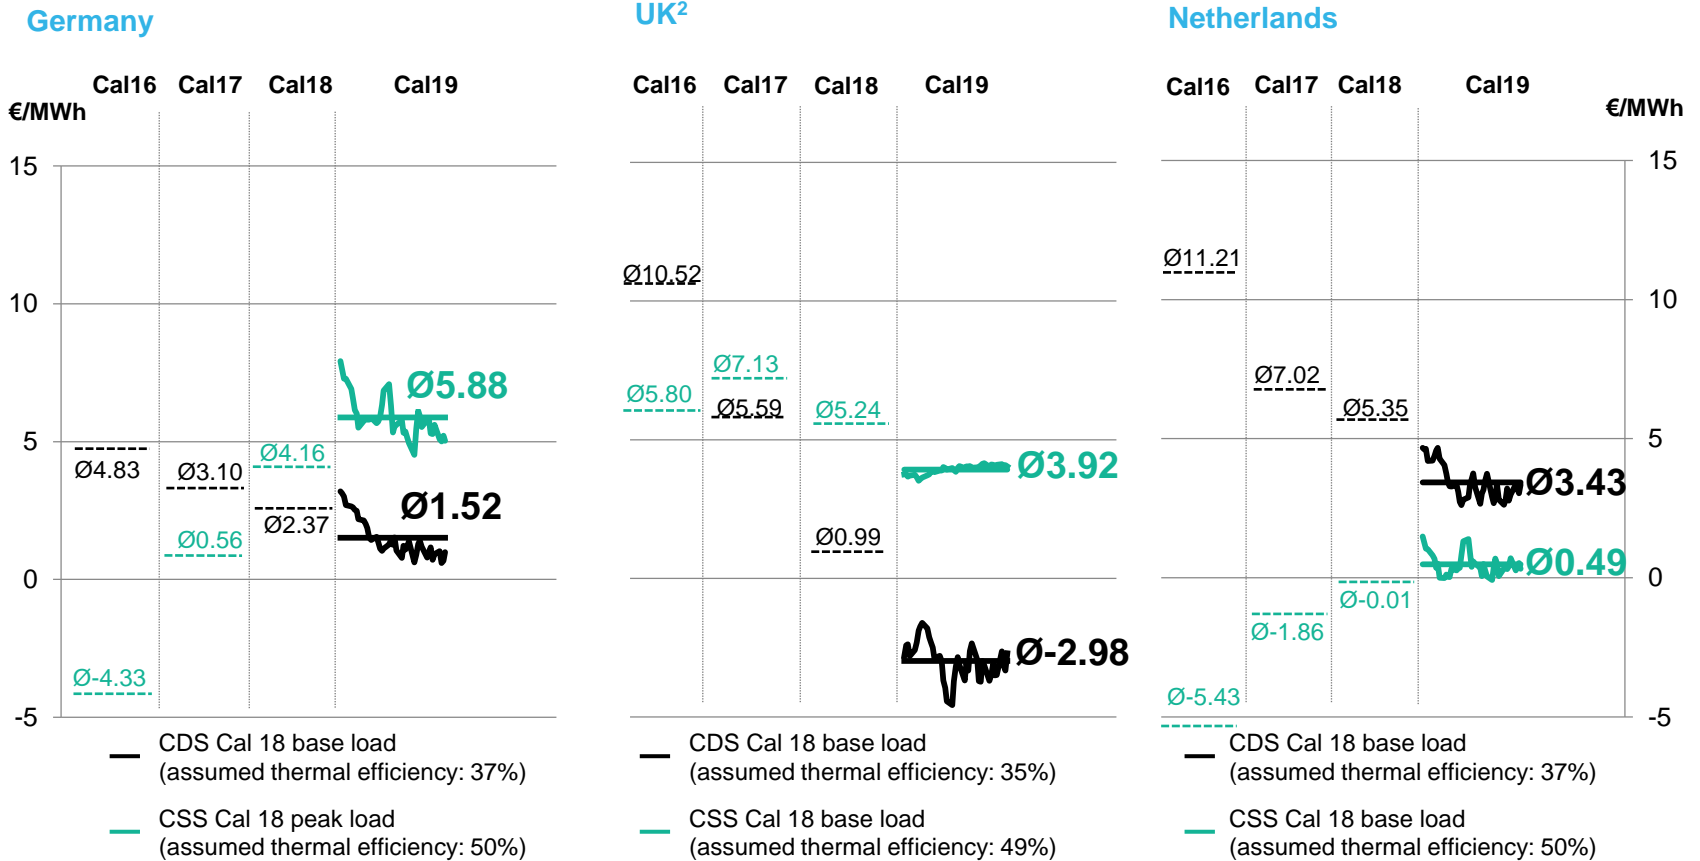 Germany
Cal16 Cal17 Cal18 Cal19
€/MWh
15
10
5
0
-5
Ø4.83
Ø-4.33
Ø3.10
Ø0.56
Ø4.16
Ø2.37
Ø5.88
Ø1.52
CDS Cal 18 base load
(assumed thermal efficiency: 37%)
CSS Cal 18 peak load
(assumed thermal efficiency: 50%)
UK²
Cal16 Cal17 Cal18 Cal19
Ø10.52
Ø5.80
Ø7.13
Ø5.59
Ø5.24
Ø0.99
Ø3.92
Ø-2.98
CDS Cal 18 base load
(assumed thermal efficiency: 35%)
CSS Cal 18 base load
(assumed thermal efficiency: 49%)
Netherlands
Cal16 Cal17 Cal18 Cal19
€/MWh
15
10
5
0
-5
Ø11.21
Ø-5.43
Ø7.02
Ø-1.86
Ø5.35
Ø-0.01
Ø3.43
Ø0.49
CDS Cal 18 base load
(assumed thermal efficiency: 37%)
CSS Cal 18 base load
(assumed thermal efficiency: 50%)